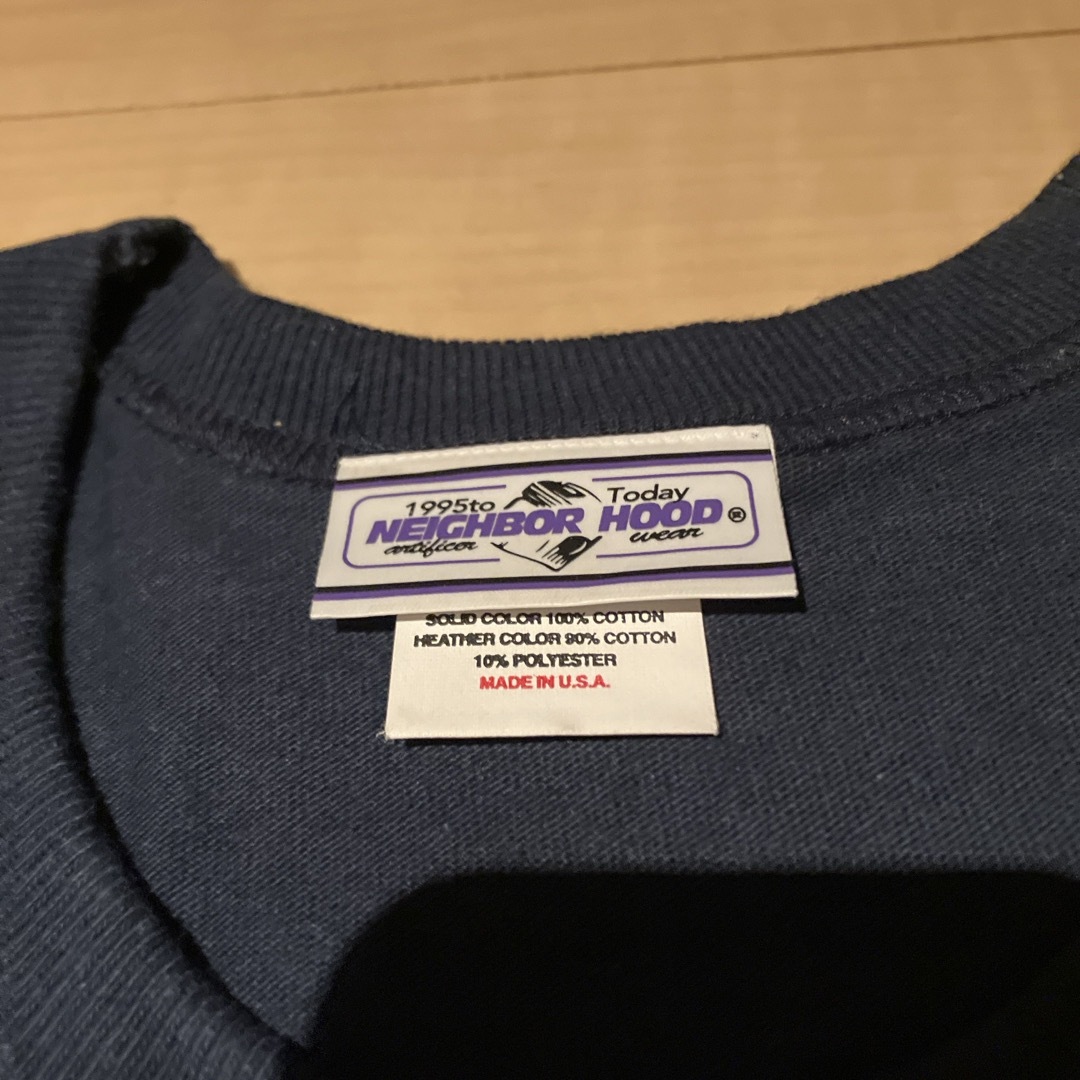 1995to Today
NEIGHBOR HOOD®
artificer wear
SOLID COLOR 100% COTTON
HEATHER COLOR 90% COTTON
10% POLYESTER
MADE IN U.S.A.